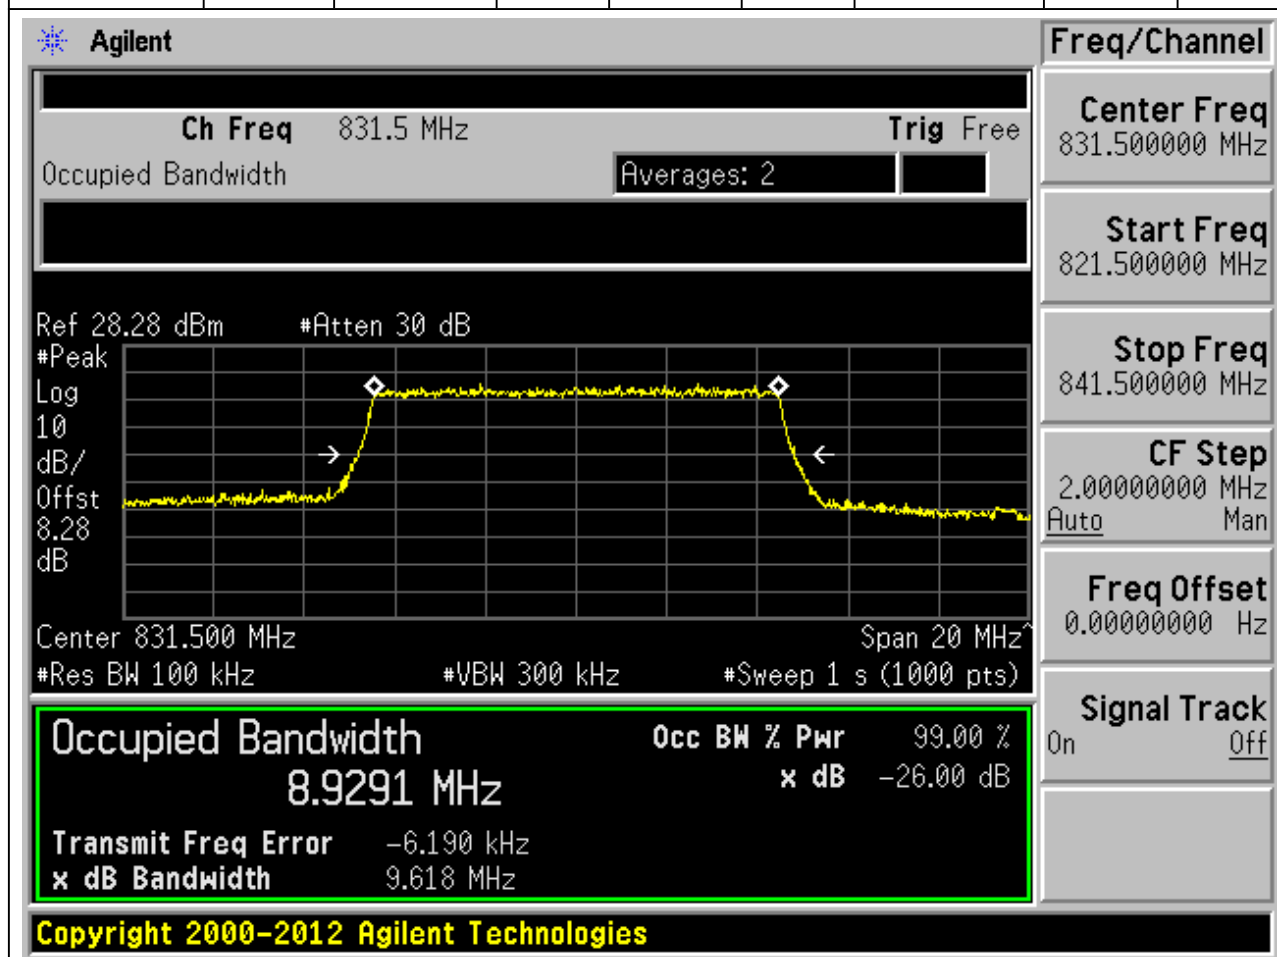 Agilent
Freq/Channel
Ch Freq 831.5 MHz Trig Free
Occupied Bandwidth Averages: 2
Center Freq
831.500000 MHz
Start Freq
821.500000 MHz
Stop Freq
841.500000 MHz
CF Step
2.00000000 MHz
Auto Man
Freq Offset
0.00000000 Hz
Signal Track
On Off
Ref 28.28 dBm #Atten 30 dB
#Peak
Log
10
dB/
Offst
8.28
dB
Center 831.500 MHz Span 20 MHz^
#Res BW 100 kHz #VBW 300 kHz #Sweep 1 s (1000 pts)
Occupied Bandwidth Occ BW % Pwr 99.00 %
8.9291 MHz x dB -26.00 dB
Transmit Freq Error -6.190 kHz
x dB Bandwidth 9.618 MHz
Copyright 2000-2012 Agilent Technologies